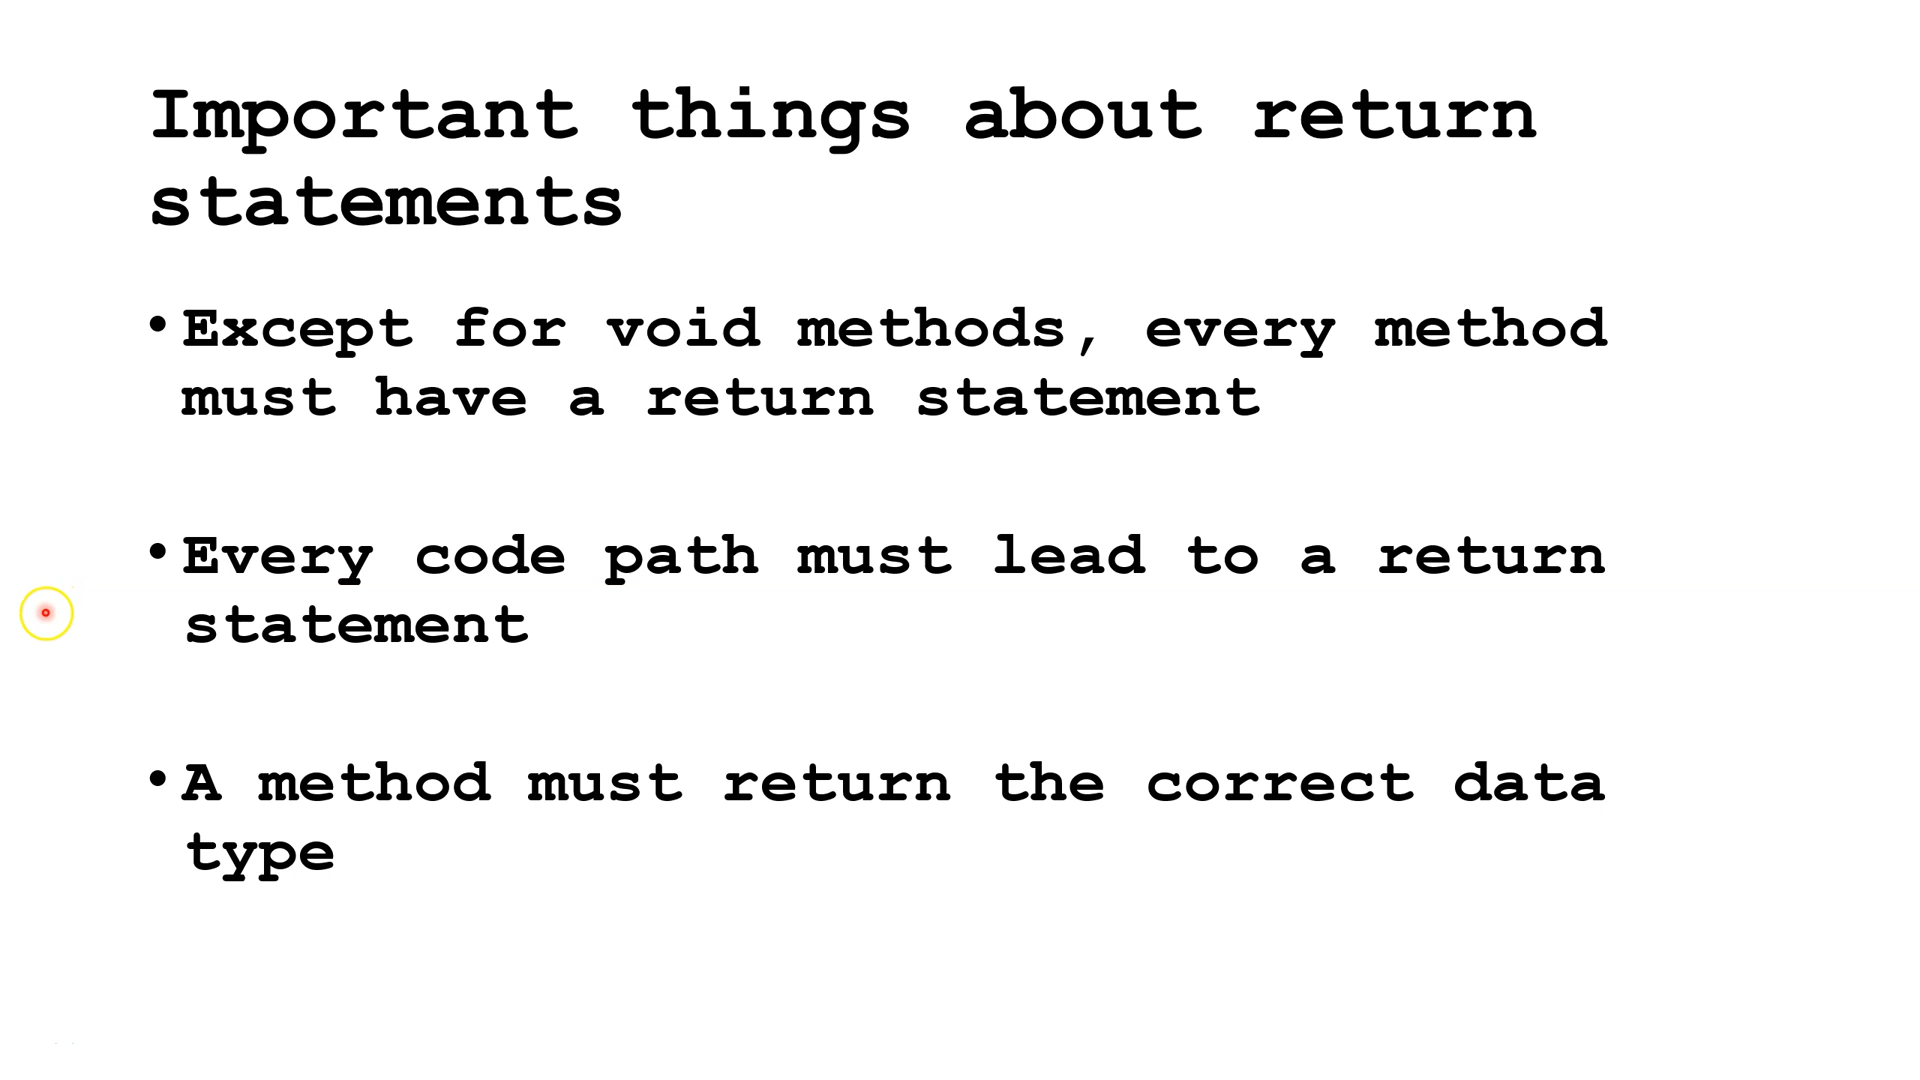 Important things about return
statements
•Except for void methods, every method
must have a return statement
•Every code path must lead to a return
statement
•A method must return the correct data
type